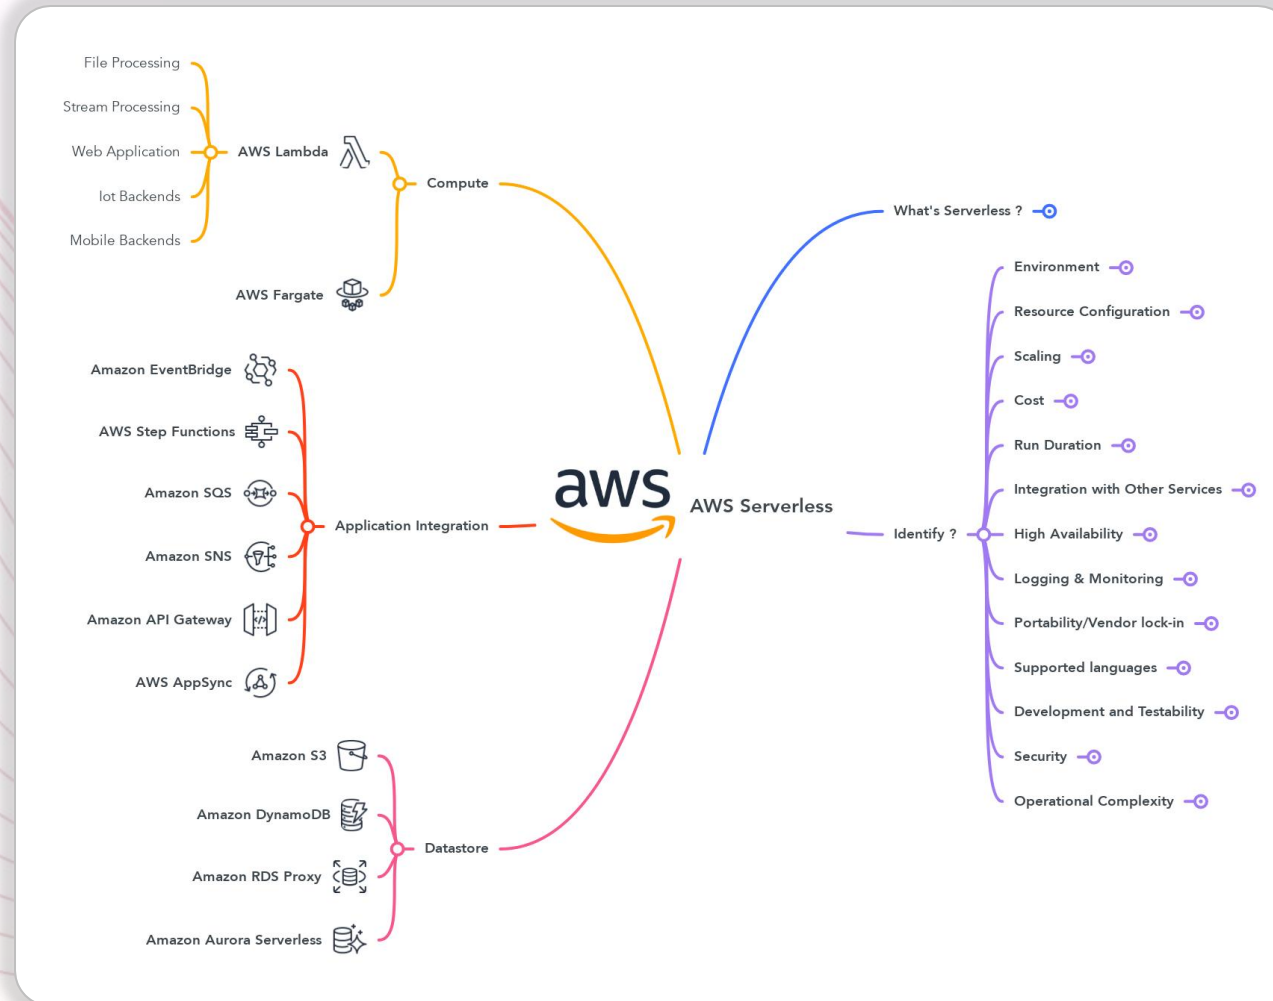 File Processing
Stream Processing
Web Application
Iot Backends
Mobile Backends
AWS Lambda
AWS Fargate
Compute
Amazon EventBridge
AWS Step Functions
Amazon SQS
Amazon SNS
Amazon API Gateway
AWS AppSync
Application Integration
Amazon S3
Amazon DynamoDB
Amazon RDS Proxy
Amazon Aurora Serverless
Datastore
aws
AWS Serverless
What's Serverless ?
Identify ?
Environment
Resource Configuration
Scaling
Cost
Run Duration
Integration with Other Services
High Availability
Logging & Monitoring
Portability/Vendor lock-in
Supported languages
Development and Testability
Security
Operational Complexity